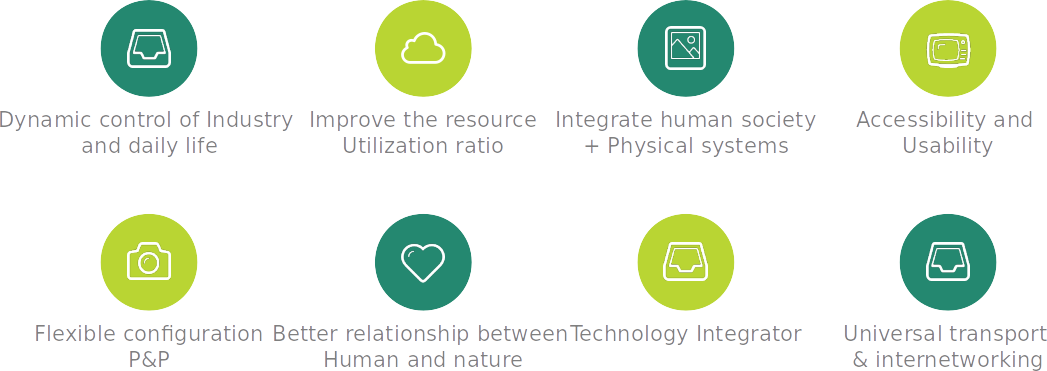 Dynamic control of Industry
and daily life
Improve the resource
Utilization ratio
Integrate human society
+ Physical systems
Accessibility and
Usability
Flexible configuration
P&P
Better relationship between
Human and nature
Technology Integrator
Universal transport
& internetworking